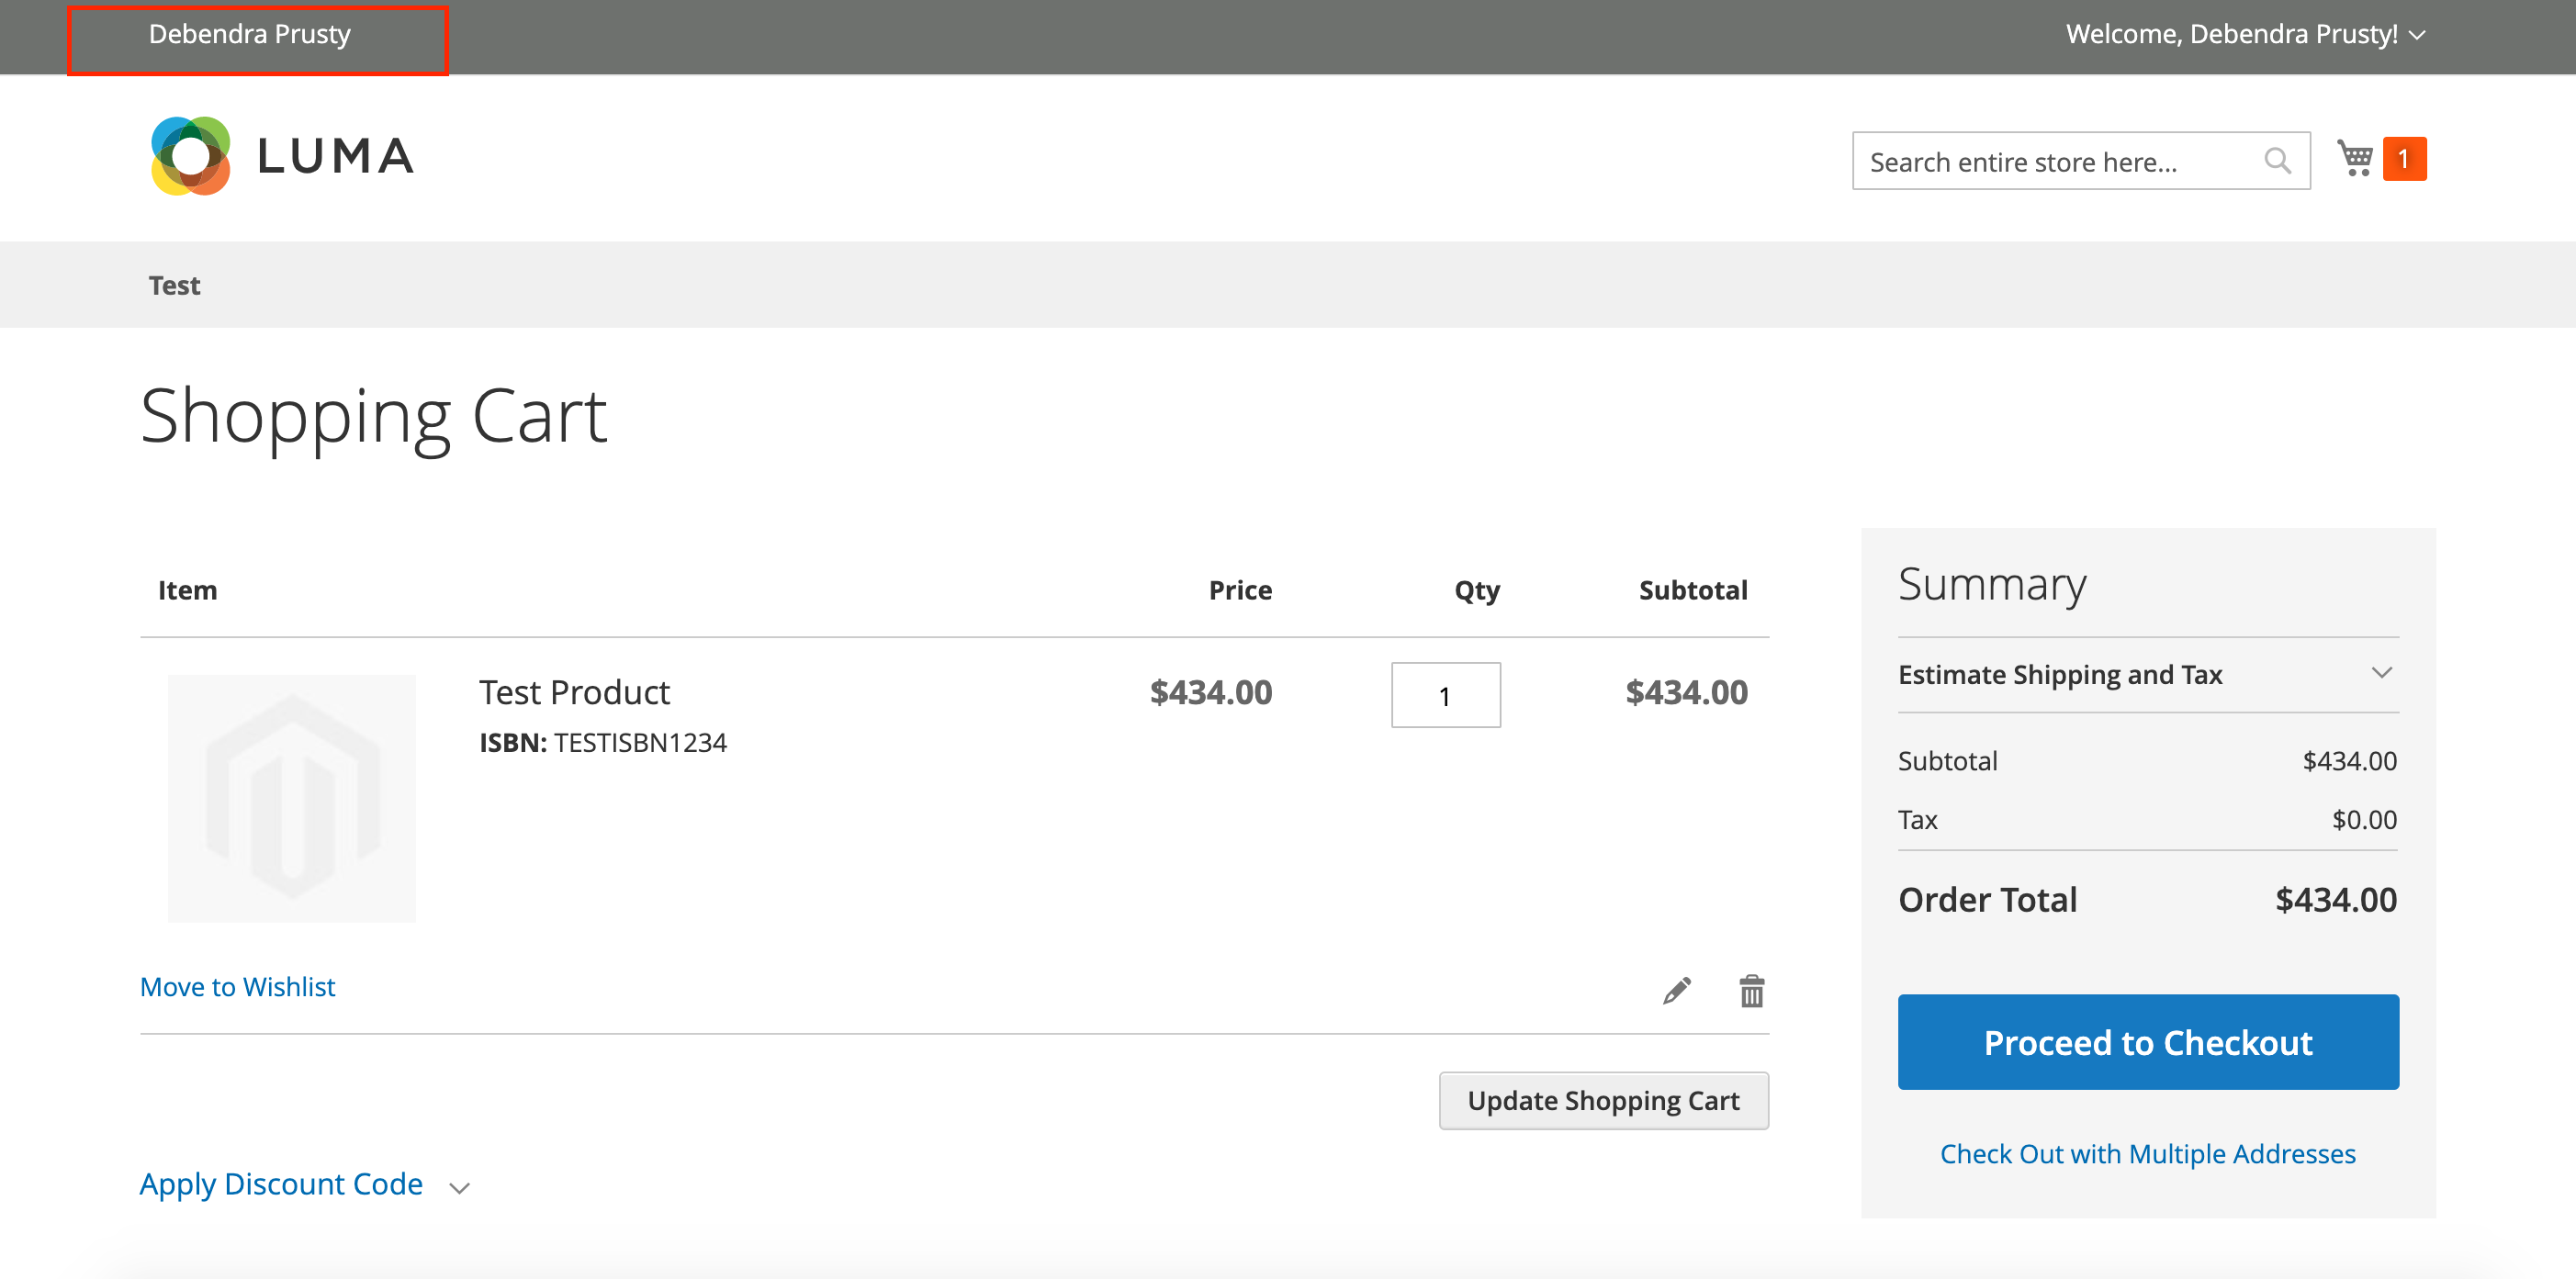 Debendra Prusty
Welcome, Debendra Prusty!
LUMA
Search entire store here...
1
Test
Shopping Cart
Item Price Qty Subtotal
Test Product $434.00 1 $434.00
ISBN: TESTISBN1234
Move to Wishlist
Update Shopping Cart
Apply Discount Code
Summary
Estimate Shipping and Tax
Subtotal $434.00
Tax $0.00
Order Total $434.00
Proceed to Checkout
Check Out with Multiple Addresses